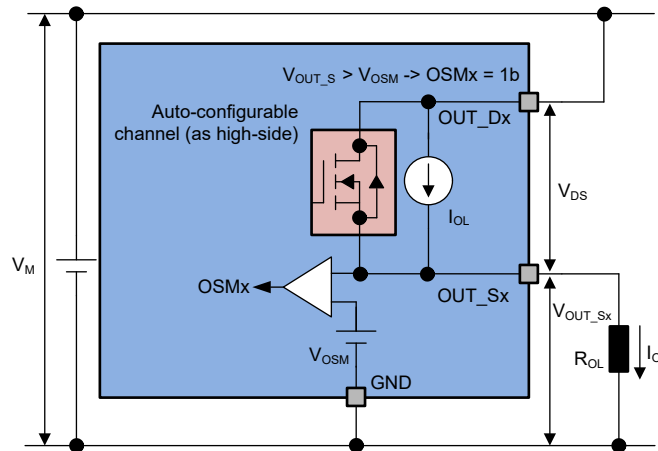 V_OUT_S > V_OSM -> OSMx = 1b
Auto-configurable
channel (as high-side)
OUT_Dx
I_OL
V_DS
V_M
OSMx
OUT_Sx
V_OUT_Sx
V_OSM
R_OL
GND